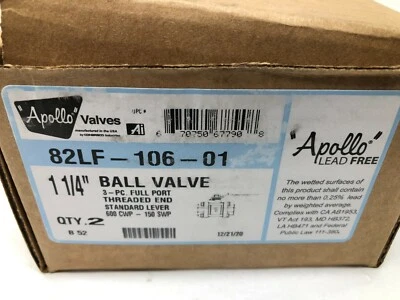 "Apollo" Valves
manufactured in the USA
by CONBRACO Industries
Ai
UPC #
6 70750 67790 8
82LF-106-01
1 1/4" BALL VALVE
3-PC. FULL PORT
THREADED END
STANDARD LEVER
600 CWP - 150 SWP
QTY. 2
B 52
12/21/20
"Apollo"
LEAD FREE
The wetted surfaces of
this product shall contain
no more than 0.25% lead
by weighted average.
Complies with CA AB1953,
VT Act 193, MD HB372,
LA HB471 and Federal
Public Law 111-380.